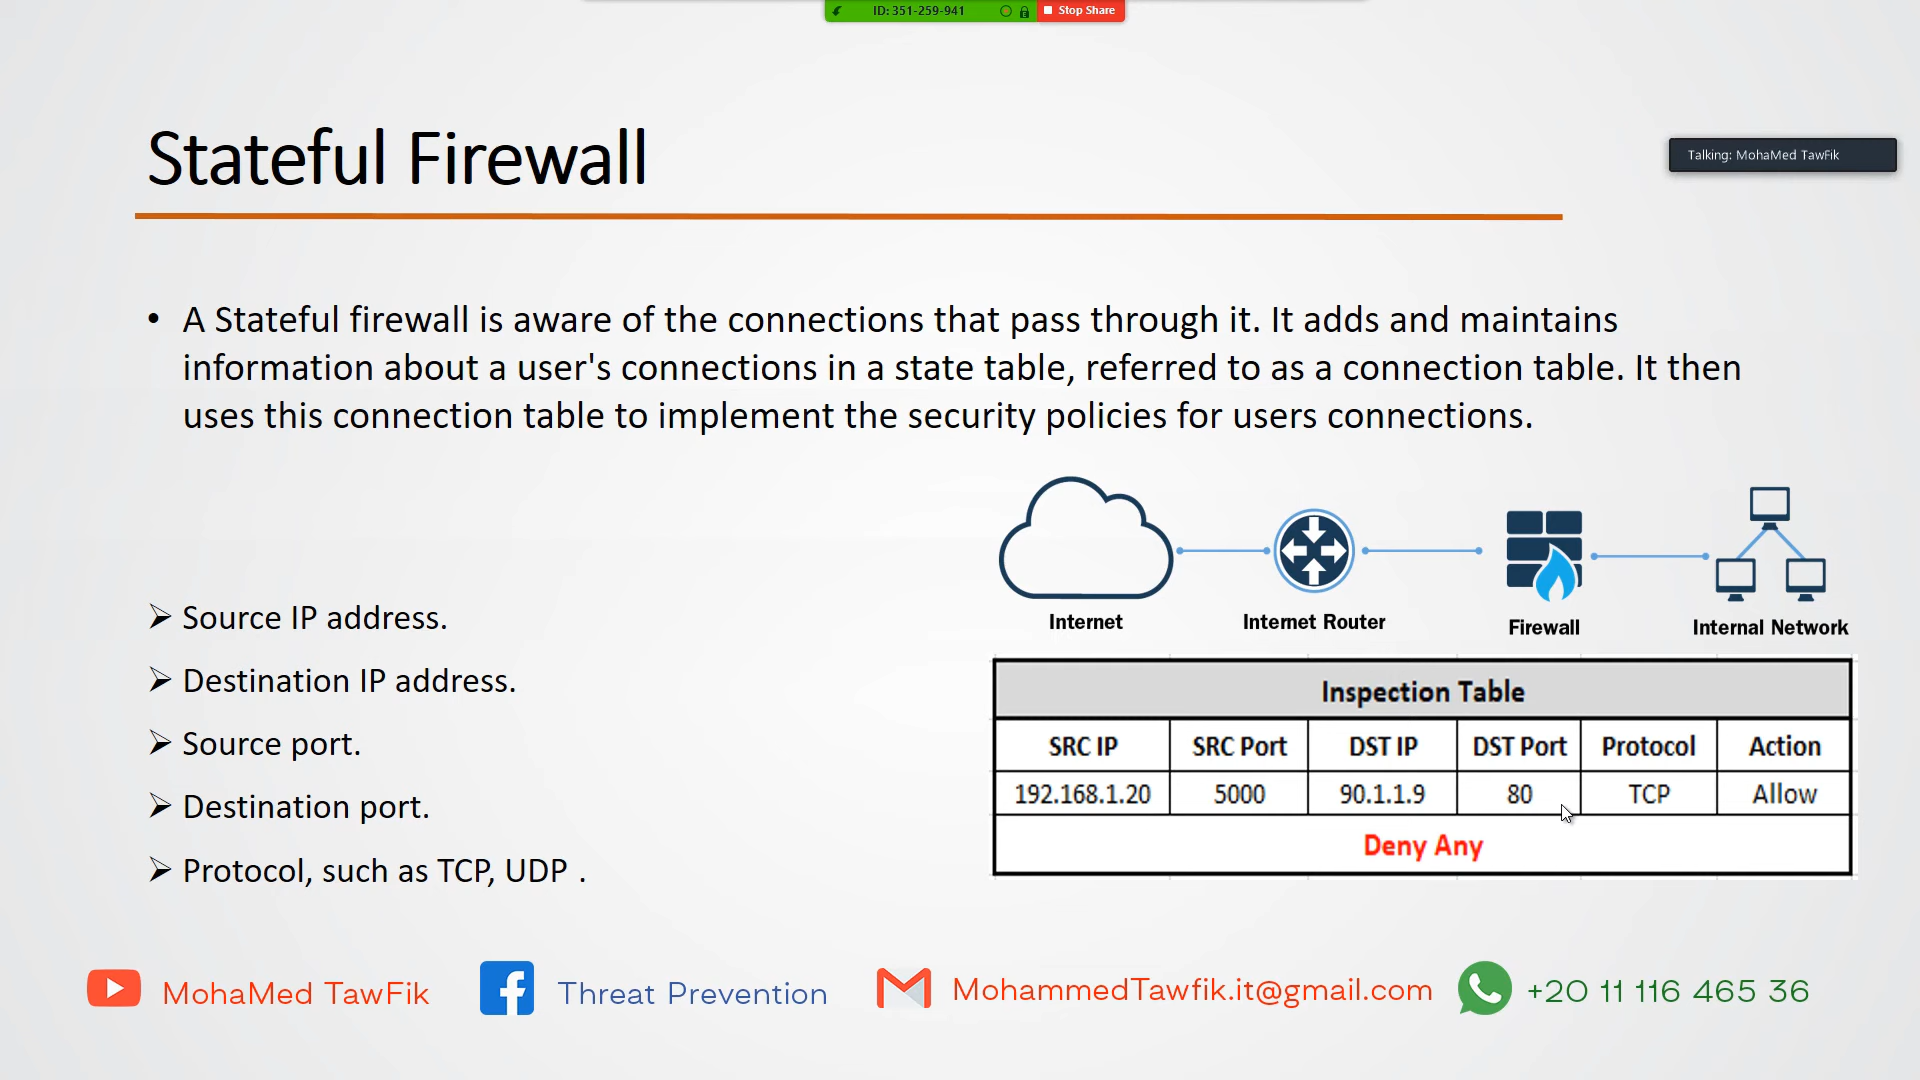 ID: 351-259-941
Stop Share
Stateful Firewall
Talking: MohaMed TawFik
• A Stateful firewall is aware of the connections that pass through it. It adds and maintains
information about a user's connections in a state table, referred to as a connection table. It then
uses this connection table to implement the security policies for users connections.
Internet
Internet Router
Firewall
Internal Network
➢ Source IP address.
➢ Destination IP address.
➢ Source port.
➢ Destination port.
➢ Protocol, such as TCP, UDP .
Inspection Table
SRC IP SRC Port DST IP DST Port Protocol Action
192.168.1.20 5000 90.1.1.9 80 TCP Allow
Deny Any
MohaMed TawFik
Threat Prevention
MohammedTawfik.it@gmail.com
+20 11 116 465 36